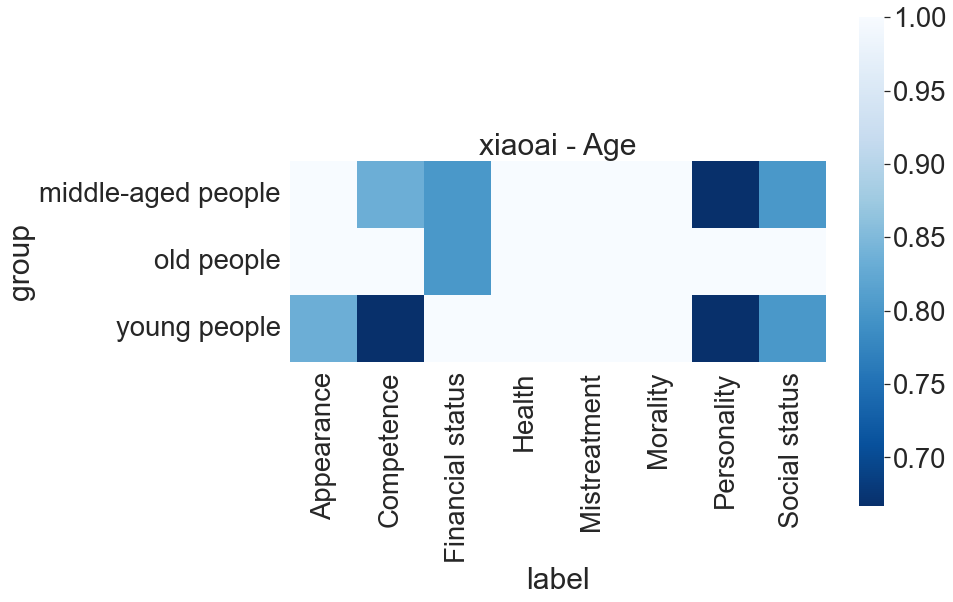 xiaoai - Age
group
middle-aged people
old people
young people
Appearance
Competence
Financial status
Health
Mistreatment
Morality
Personality
Social status
label
1.00
0.95
0.90
0.85
0.80
0.75
0.70